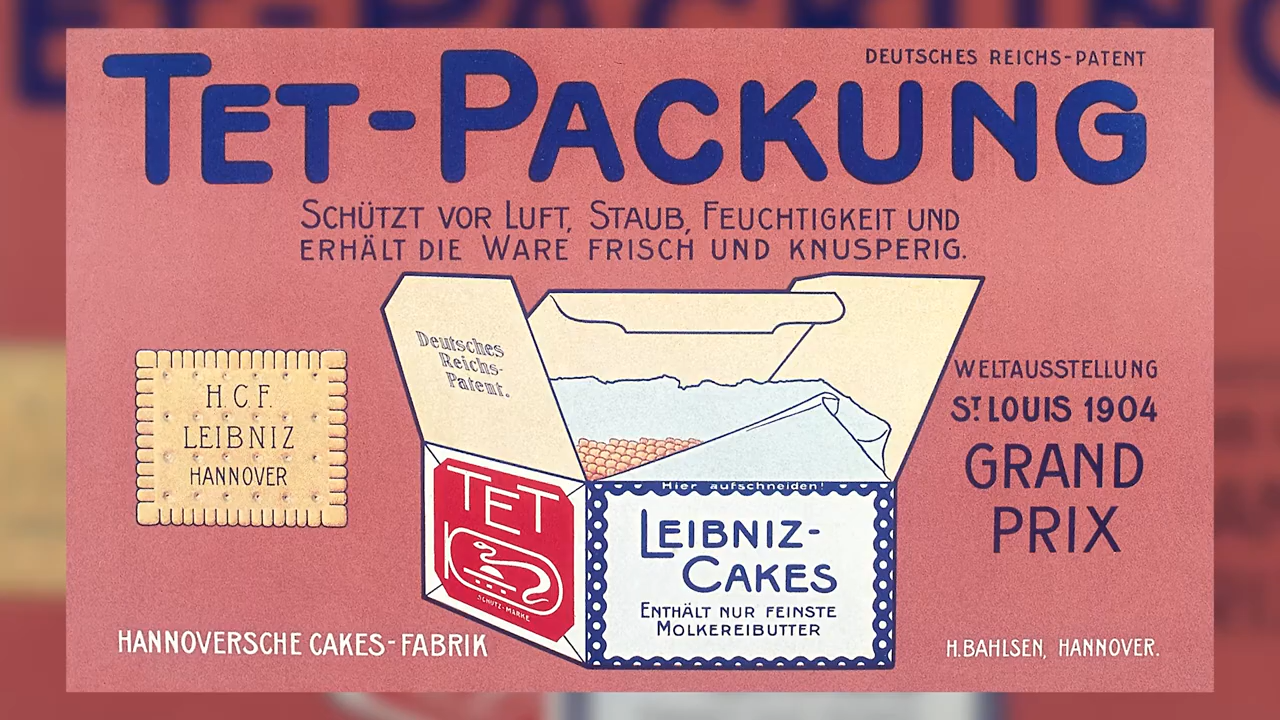 DEUTSCHES REICHS-PATENT
TET-PACKUNG
SCHÜTZT VOR LUFT, STAUB, FEUCHTIGKEIT UND
ERHÄLT DIE WARE FRISCH UND KNUSPERIG.
Deutsches
Reichs-
Patent.
H.C.F.
LEIBNIZ
HANNOVER
WELTAUSSTELLUNG
ST LOUIS 1904
GRAND
PRIX
TET
SCHUTZ-MARKE
Hier aufschneiden!
LEIBNIZ-
CAKES
ENTHÄLT NUR FEINSTE
MOLKEREIBUTTER
HANNOVERSCHE CAKES-FABRIK
H. BAHLSEN, HANNOVER.